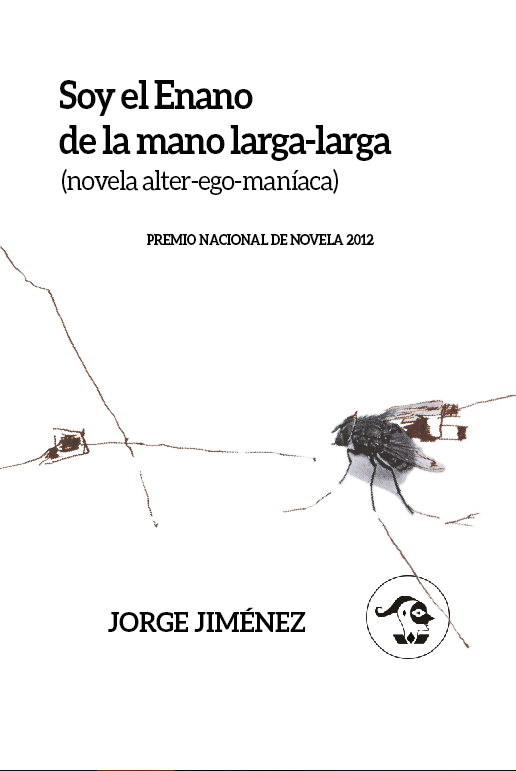 Soy el Enano
de la mano larga-larga
(novela alter-ego-maníaca)
PREMIO NACIONAL DE NOVELA 2012
JORGE JIMÉNEZ